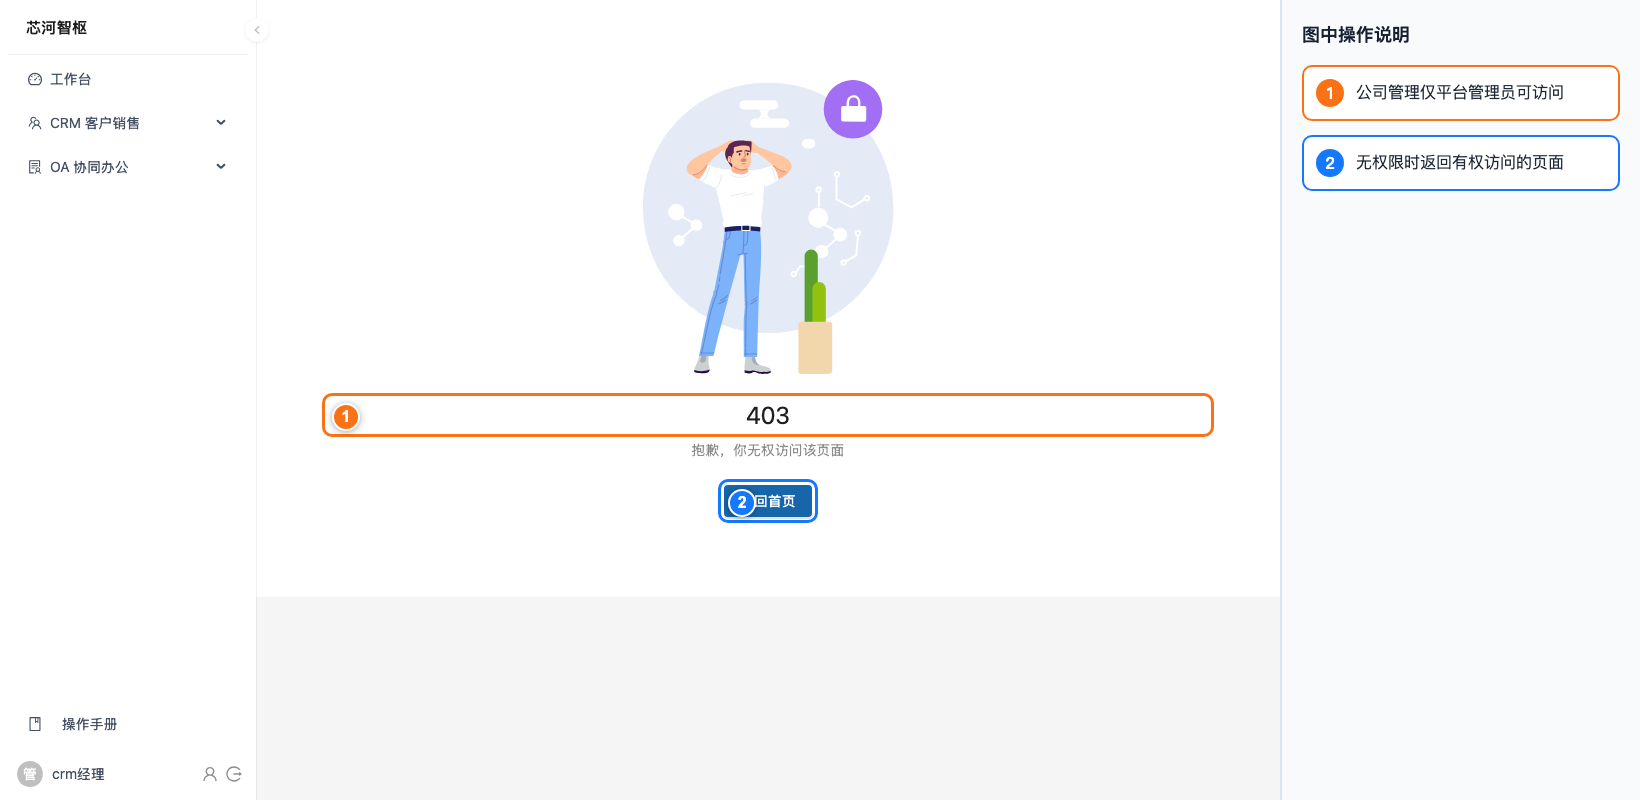 芯河智枢
工作台
CRM 客户销售
OA 协同办公
操作手册
管 crm经理
1 403
抱歉，你无权访问该页面
2 回首页
图中操作说明
1 公司管理仅平台管理员可访问
2 无权限时返回有权访问的页面